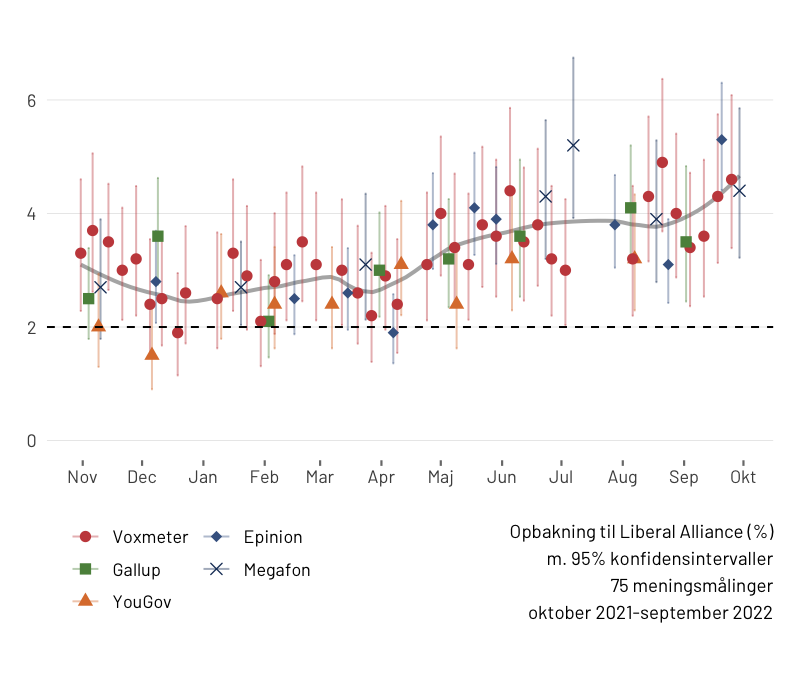 6
4
2
0
Nov Dec Jan Feb Mar Apr Maj Jun Jul Aug Sep Okt
Voxmeter Epinion
Gallup Megafon
YouGov
Opbakning til Liberal Alliance (%)
m. 95% konfidensintervaller
75 meningsmålinger
oktober 2021-september 2022